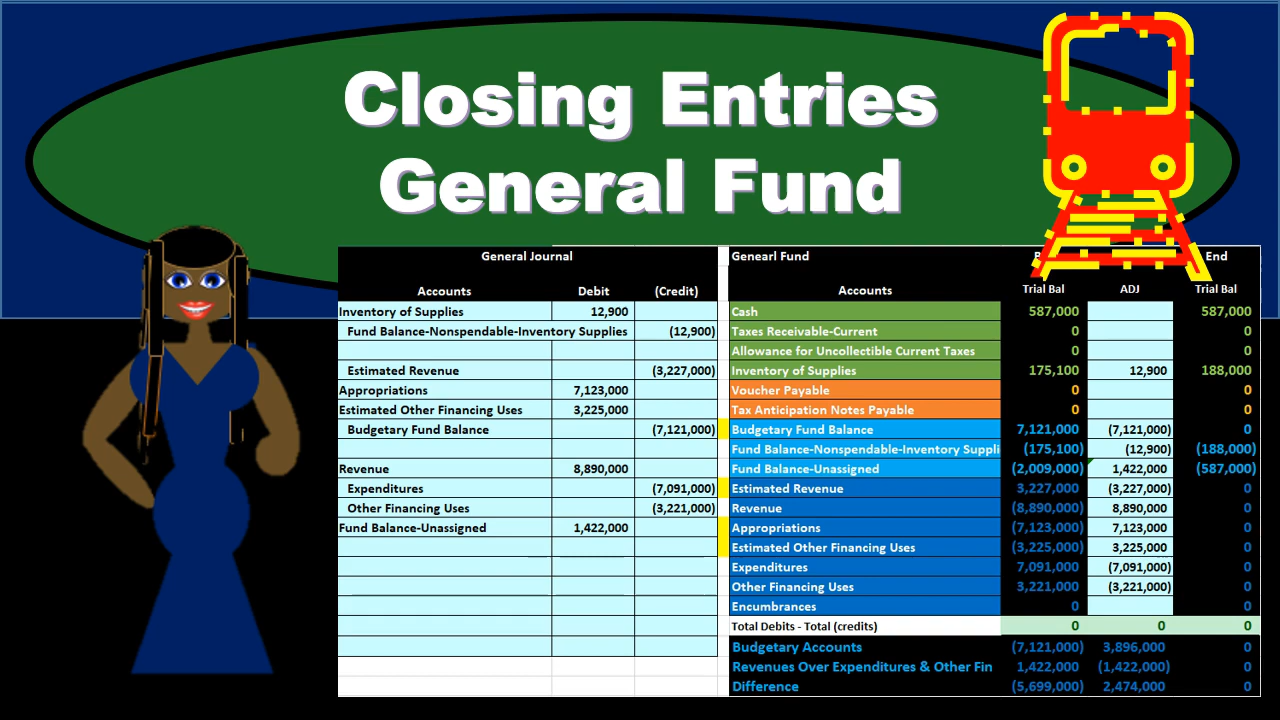 Closing Entries
General Fund
General Journal
Accounts Debit (Credit)
Inventory of Supplies 12,900
Fund Balance-Nonspendable-Inventory Supplies (12,900)
Estimated Revenue (3,227,000)
Appropriations 7,123,000
Estimated Other Financing Uses 3,225,000
Budgetary Fund Balance (7,121,000)
Revenue 8,890,000
Expenditures (7,091,000)
Other Financing Uses (3,221,000)
Fund Balance-Unassigned 1,422,000
Genearl Fund End
Accounts Trial Bal ADJ Trial Bal
Cash 587,000 587,000
Taxes Receivable-Current 0 0
Allowance for Uncollectible Current Taxes 0 0
Inventory of Supplies 175,100 12,900 188,000
Voucher Payable 0 0
Tax Anticipation Notes Payable 0 0
Budgetary Fund Balance 7,121,000 (7,121,000) 0
Fund Balance-Nonspendable-Inventory Suppli (175,100) (12,900) (188,000)
Fund Balance-Unassigned (2,009,000) 1,422,000 (587,000)
Estimated Revenue 3,227,000 (3,227,000) 0
Revenue (8,890,000) 8,890,000 0
Appropriations (7,123,000) 7,123,000 0
Estimated Other Financing Uses (3,225,000) 3,225,000 0
Expenditures 7,091,000 (7,091,000) 0
Other Financing Uses 3,221,000 (3,221,000) 0
Encumbrances 0 0
Total Debits - Total (credits) 0 0 0
Budgetary Accounts (7,121,000) 3,896,000 0
Revenues Over Expenditures & Other Fin 1,422,000 (1,422,000) 0
Difference (5,699,000) 2,474,000 0